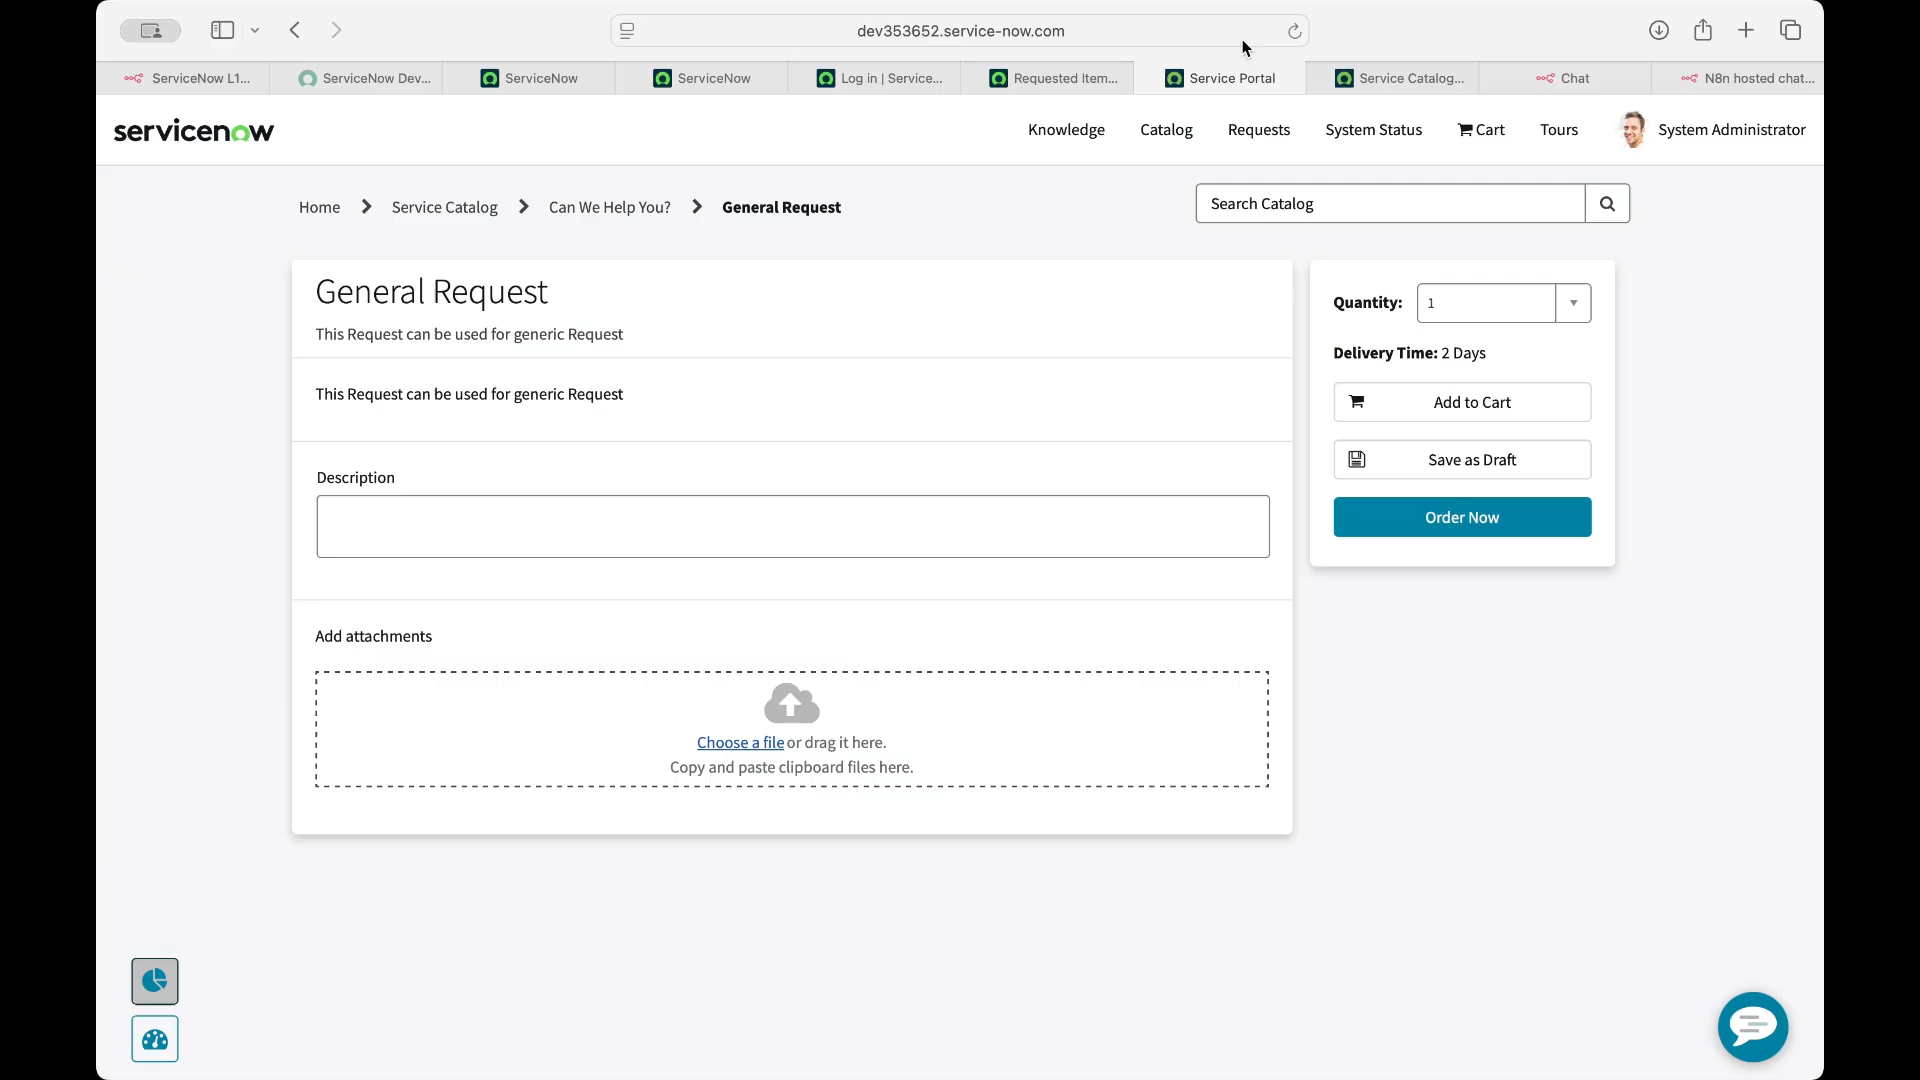 dev353652.service-now.com
ServiceNow L1...
ServiceNow Dev...
ServiceNow
ServiceNow
Log in | Service...
Requested Item...
Service Portal
Service Catalog...
Chat
N8n hosted chat...
servicenow
Knowledge
Catalog
Requests
System Status
Cart
Tours
System Administrator
Home
Service Catalog
Can We Help You?
General Request
Search Catalog
General Request
This Request can be used for generic Request
This Request can be used for generic Request
Description
Add attachments
Choose a file or drag it here.
Copy and paste clipboard files here.
Quantity: 1
Delivery Time: 2 Days
Add to Cart
Save as Draft
Order Now